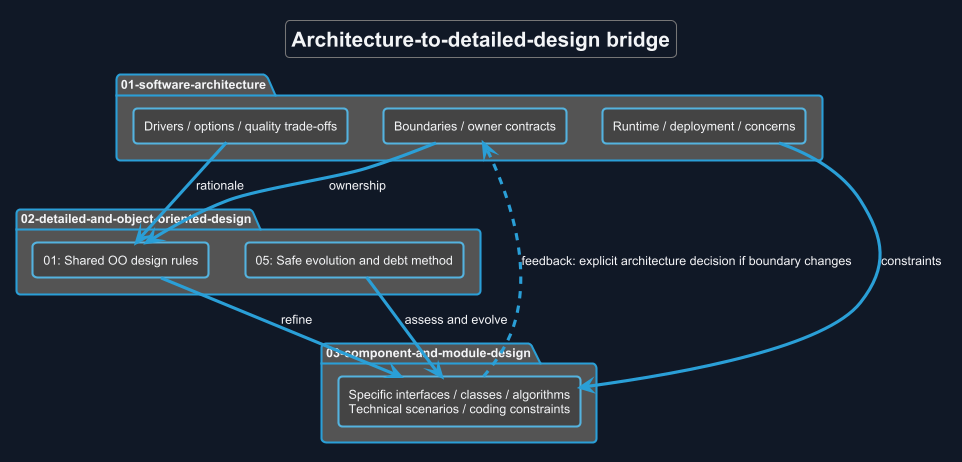 Architecture-to-detailed-design bridge
01-software-architecture
Drivers / options / quality trade-offs
Boundaries / owner contracts
Runtime / deployment / concerns
rationale
ownership
02-detailed-and-object-oriented-design
01: Shared OO design rules
05: Safe evolution and debt method
feedback: explicit architecture decision if boundary changes
constraints
refine
assess and evolve
03-component-and-module-design
Specific interfaces / classes / algorithms
Technical scenarios / coding constraints